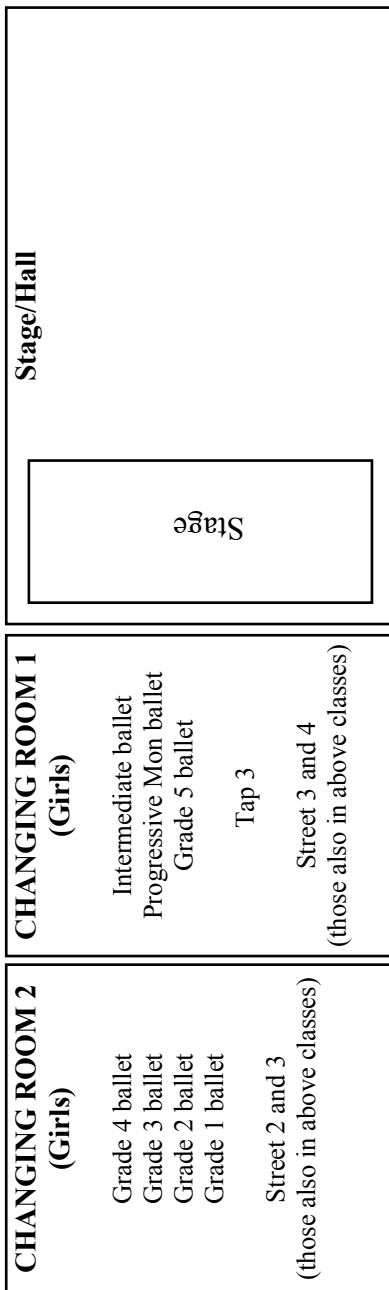 CHANGING ROOM 2
(Girls)
Grade 4 ballet
Grade 3 ballet
Grade 2 ballet
Grade 1 ballet
Street 2 and 3
(those also in above classes)
CHANGING ROOM 1
(Girls)
Intermediate ballet
Progressive Mon ballet
Grade 5 ballet
Tap 3
Street 3 and 4
(those also in above classes)
Stage/Hall
Stage